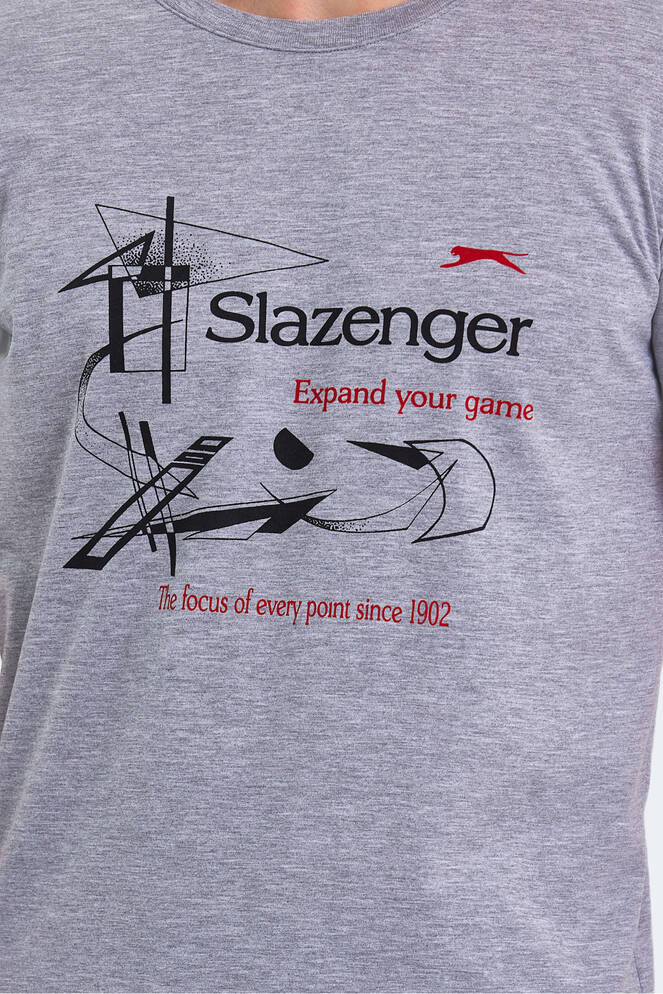 Slazenger
Expand your game
The focus of every point since 1902